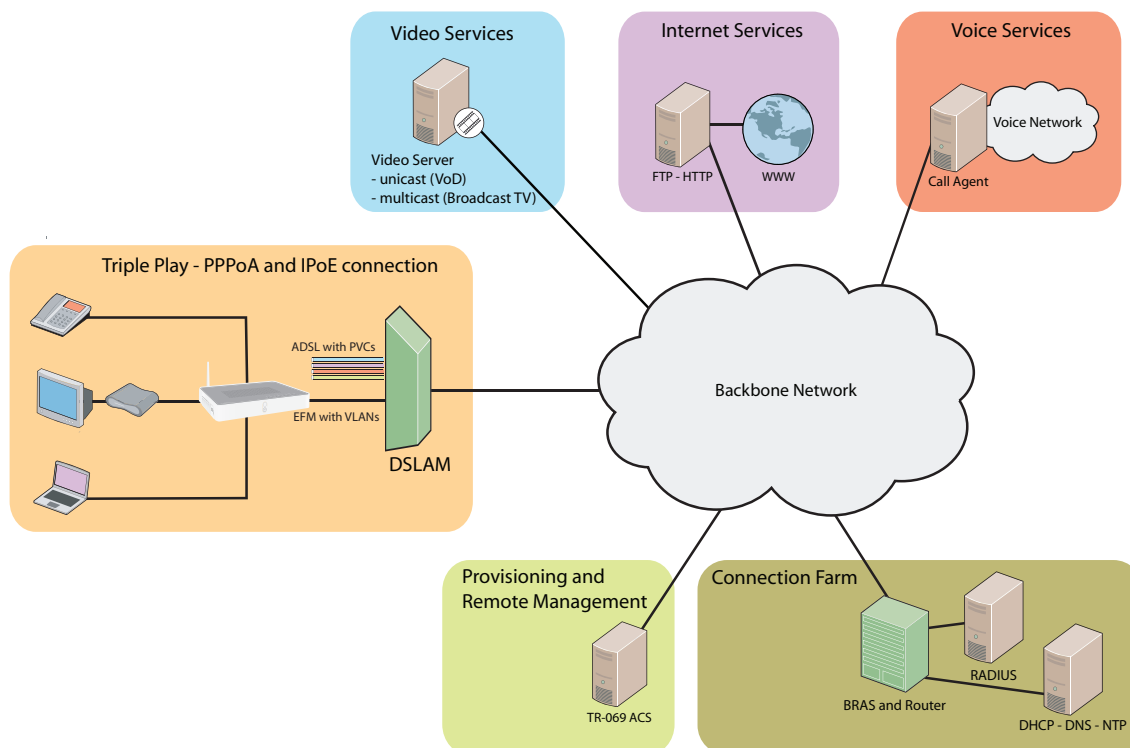 Video Services
Video Server
- unicast (VoD)
- multicast (Broadcast TV)
Internet Services
FTP - HTTP
WWW
Voice Services
Voice Network
Call Agent
Triple Play - PPPoA and IPoE connection
ADSL with PVCs
EFM with VLANs
DSLAM
Backbone Network
Provisioning and
Remote Management
TR-069 ACS
Connection Farm
BRAS and Router
RADIUS
DHCP - DNS - NTP